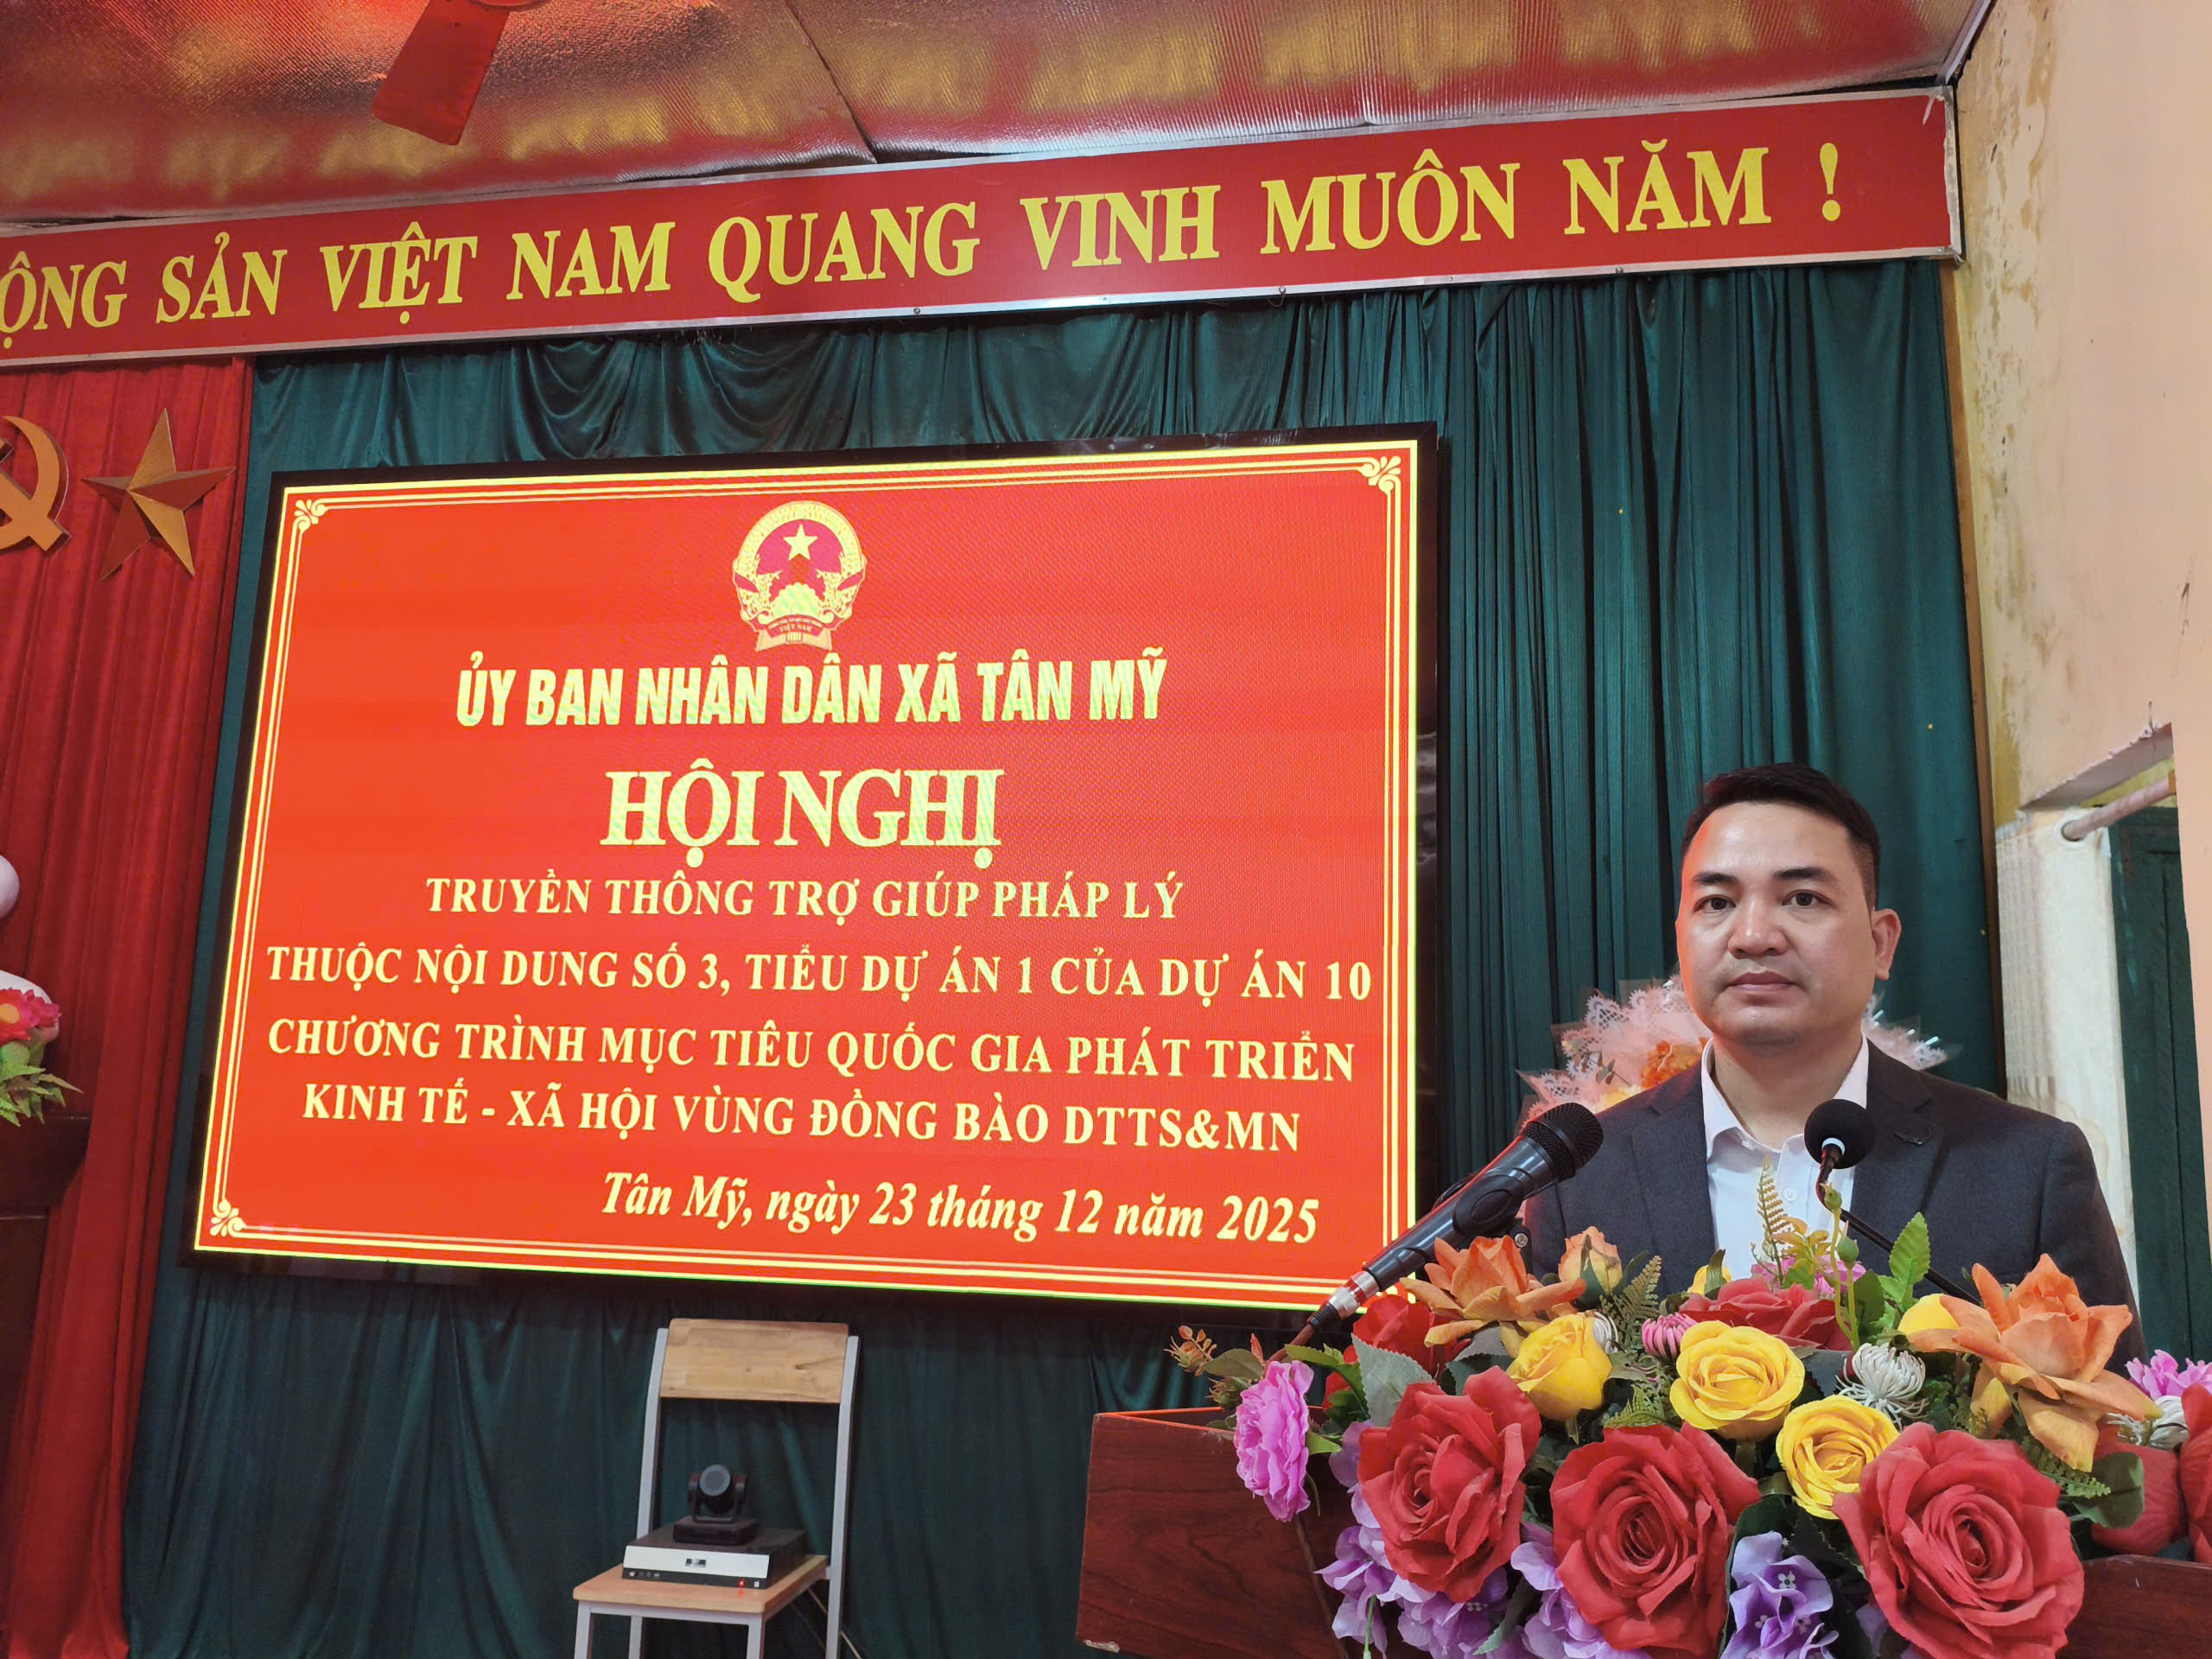 ỘNG SẢN VIỆT NAM QUANG VINH MUÔN NĂM !
VIỆT NAM
ỦY BAN NHÂN DÂN XÃ TÂN MỸ
HỘI NGHỊ
TRUYỀN THÔNG TRỢ GIÚP PHÁP LÝ
THUỘC NỘI DUNG SỐ 3, TIỂU DỰ ÁN 1 CỦA DỰ ÁN 10
CHƯƠNG TRÌNH MỤC TIÊU QUỐC GIA PHÁT TRIỂN
KINH TẾ - XÃ HỘI VÙNG ĐỒNG BÀO DTTS&MN
Tân Mỹ, ngày 23 tháng 12 năm 2025